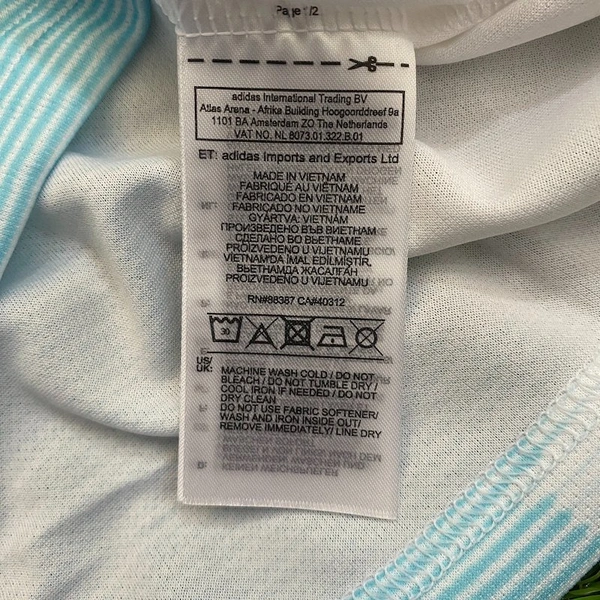 Page 1/2
adidas International Trading BV
Atlas Arena - Afrika Building Hoogoorddreef 9a
1101 BA Amsterdam ZO The Netherlands
VAT NO. NL 8073.01.322.B.01
ET: adidas Imports and Exports Ltd
MADE IN VIETNAM
FABRIQUÉ AU VIETNAM
FABRICADO EN VIETNAM
FABRICADO NO VIETNAME
GYÁRTVA: VIETNÁM
ПРОИЗВЕДЕНО ВЪВ ВИЕТНАМ
СДЕЛАНО ВО ВЬЕТНАМЕ
PROIZVEDENO U VIJETNAMU
VIETNAM'DA İMAL EDİLMİŞTİR.
ВЬЕТНАМДА ЖАСАЛҒАН
PROIZVEDENO U VIJETNAMU
RN#88387 CA#40312
30
US/
UK:
MACHINE WASH COLD / DO NOT
BLEACH / DO NOT TUMBLE DRY /
COOL IRON IF NEEDED / DO NOT
DRY CLEAN
DO NOT USE FABRIC SOFTENER/
WASH AND IRON INSIDE OUT/
REMOVE IMMEDIATELY/ LINE DRY